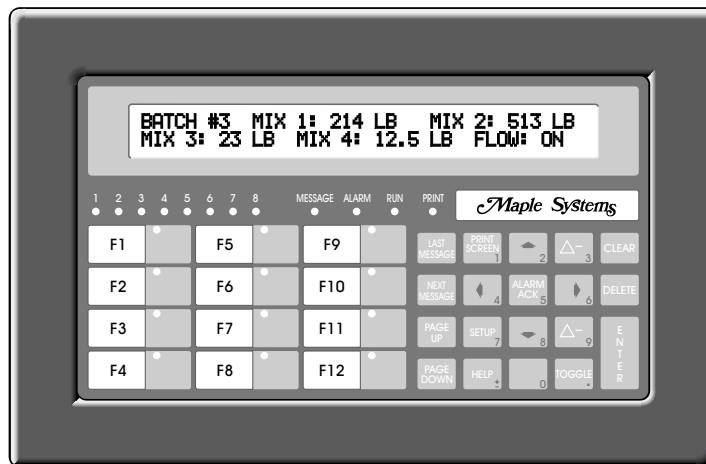 BATCH #3 MIX 1: 214 LB MIX 2: 513 LB
MIX 3: 23 LB MIX 4: 12.5 LB FLOW: ON
1 2 3 4 5 6 7 8 MESSAGE ALARM RUN PRINT
Maple Systems
F1 F5 F9 LAST MESSAGE PRINT SCREEN 1 2 △− 3 CLEAR
F2 F6 F10 NEXT MESSAGE 4 ALARM ACK 5 6 DELETE
F3 F7 F11 PAGE UP SETUP 7 8 △− 9 ENTER
F4 F8 F12 PAGE DOWN HELP ± 0 TOGGLE .